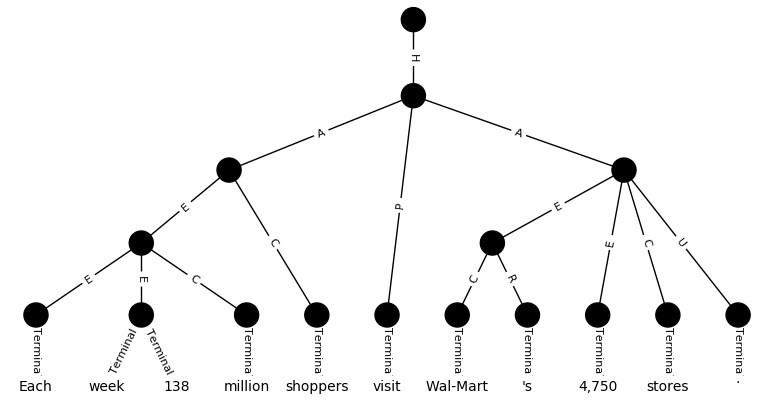 H
A P A
E C E E C U
E E C C R
Termina Terminal Terminal Termina Termina Termina Termina Termina Termina Termina Termina
Each week 138 million shoppers visit Wal-Mart 's 4,750 stores .